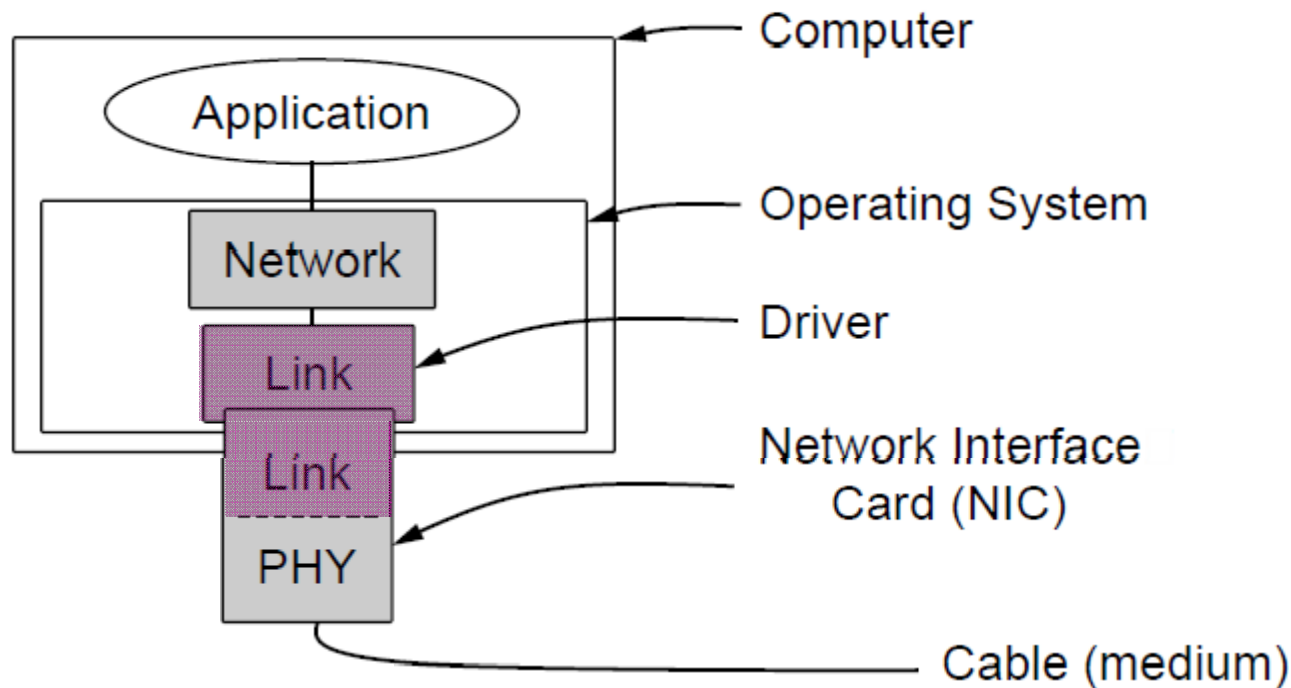 Computer
Application
Operating System
Network
Driver
Link
Network Interface
Card (NIC)
Link
PHY
Cable (medium)